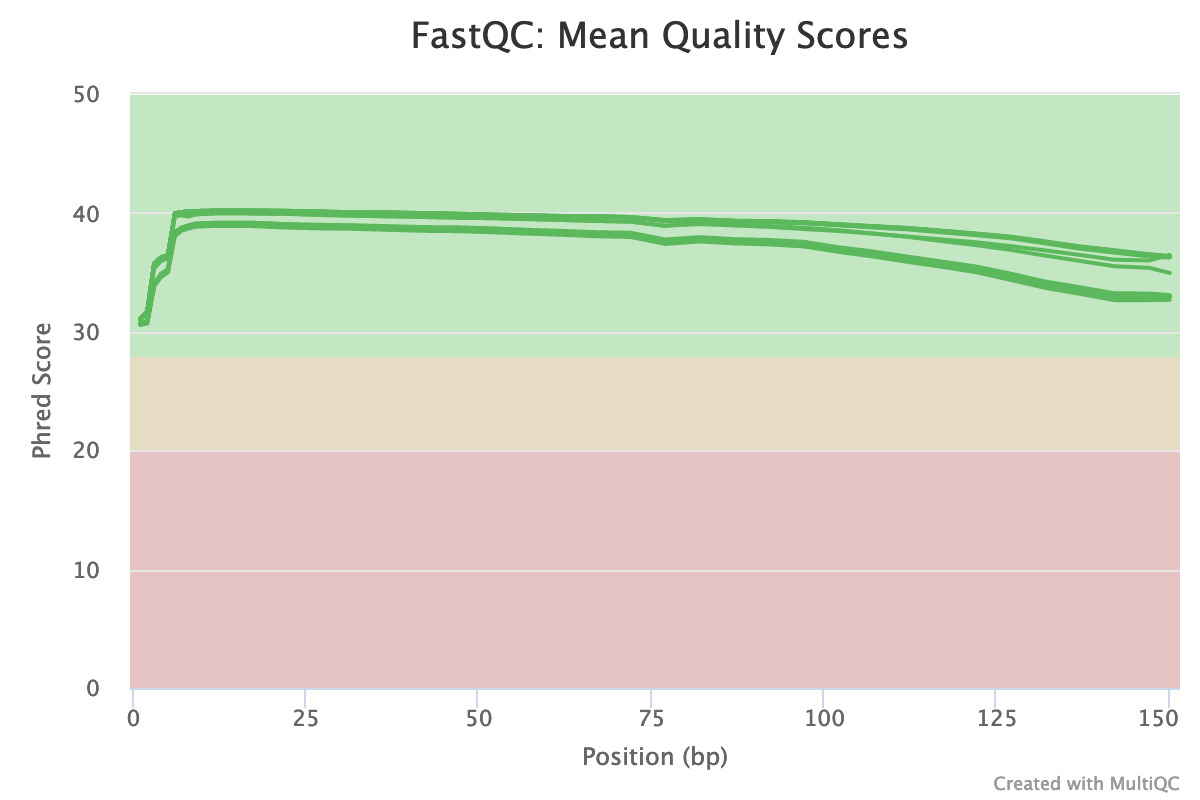 FastQC: Mean Quality Scores
50
40
30
20
10
0
Phred Score
0 25 50 75 100 125 150
Position (bp)
Created with MultiQC